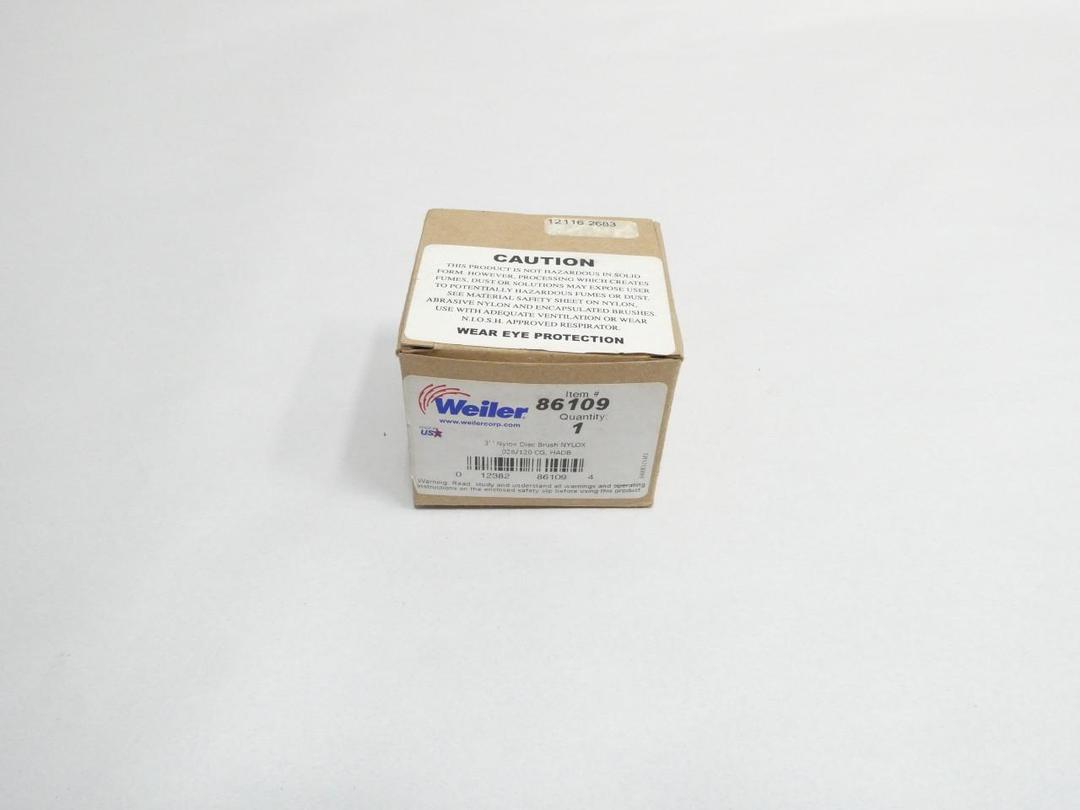 12116 2683
CAUTION
THIS PRODUCT IS NOT HAZARDOUS IN SOLID
FORM. HOWEVER, PROCESSING WHICH CREATES
FUMES, DUST OR SOLUTIONS MAY EXPOSE USER
TO POTENTIALLY HAZARDOUS FUMES OR DUST.
SEE MATERIAL SAFETY SHEET ON NYLON,
ABRASIVE NYLON AND ENCAPSULATED BRUSHES.
USE WITH ADEQUATE VENTILATION OR WEAR
N.I.O.S.H. APPROVED RESPIRATOR.
WEAR EYE PROTECTION
Weiler
www.weilercorp.com
USA
Item #
86109
Quantity:
1
3'' Nylox Disc Brush NYLOX
.026/120 CG, HADB
0 12382 86109 4
Warning: Read, study and understand all warnings and operating
instructions on the enclosed safety slip before using this product.